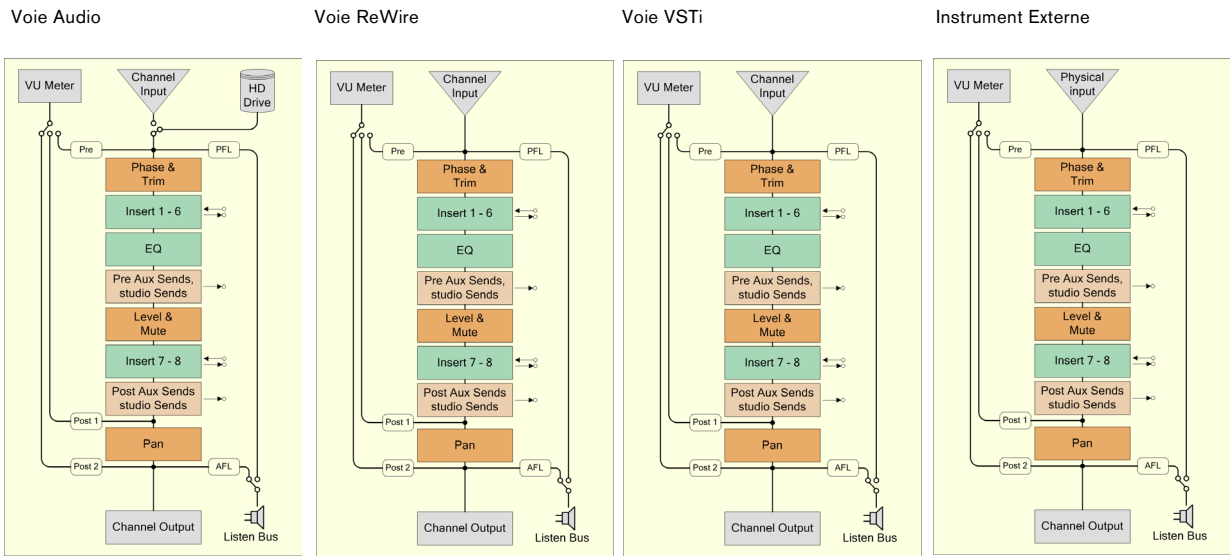 Voie Audio
VU Meter
Channel
Input
HD
Drive
Pre
PFL
Phase &
Trim
Insert 1 - 6
EQ
Pre Aux Sends,
studio Sends
Level &
Mute
Insert 7 - 8
Post Aux Sends
studio Sends
Post 1
Pan
Post 2
AFL
Channel Output
Listen Bus
Voie ReWire
VU Meter
Channel
Input
Pre
PFL
Phase &
Trim
Insert 1 - 6
EQ
Pre Aux Sends,
studio Sends
Level &
Mute
Insert 7 - 8
Post Aux Sends
studio Sends
Post 1
Pan
Post 2
AFL
Channel Output
Listen Bus
Voie VSTi
VU Meter
Channel
Input
Pre
PFL
Phase &
Trim
Insert 1 - 6
EQ
Pre Aux Sends,
studio Sends
Level &
Mute
Insert 7 - 8
Post Aux Sends
studio Sends
Post 1
Pan
Post 2
AFL
Channel Output
Listen Bus
Instrument Externe
VU Meter
Physical
input
Pre
PFL
Phase &
Trim
Insert 1 - 6
EQ
Pre Aux Sends,
studio Sends
Level &
Mute
Insert 7 - 8
Post Aux Sends
studio Sends
Post 1
Pan
Post 2
AFL
Channel Output
Listen Bus